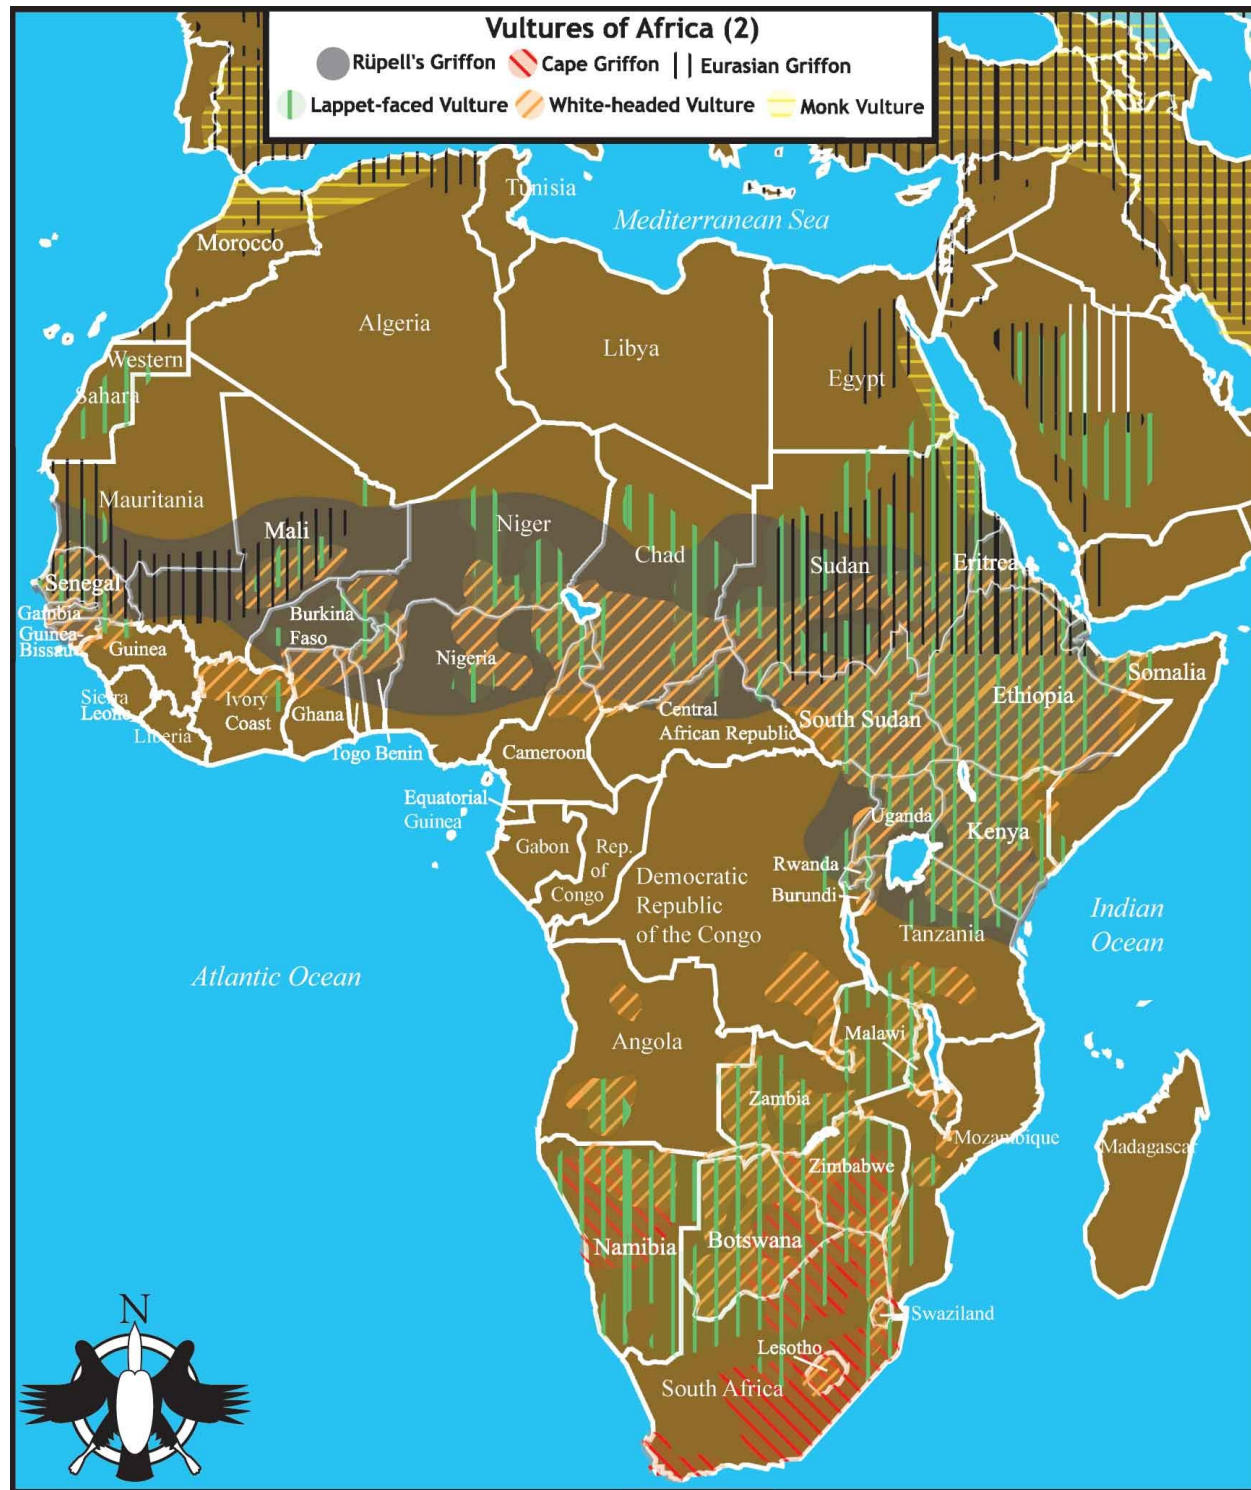 Vultures of Africa (2)
Rüpell's Griffon Cape Griffon Eurasian Griffon
Lappet-faced Vulture White-headed Vulture Monk Vulture
Tunisia
Mediterranean Sea
Morocco
Algeria
Libya
Egypt
Western
Sahara
Mauritania
Mali
Niger
Chad
Sudan
Eritrea
Senegal
Gambia
Guinea-
Bissau
Guinea
Burkina
Faso
Nigeria
Sierra
Leone
Liberia
Ivory
Coast
Ghana
Togo
Benin
Cameroon
Central
African Republic
South Sudan
Ethiopia
Somalia
Equatorial
Guinea
Gabon
Rep.
of
Congo
Democratic
Republic
of the Congo
Uganda
Kenya
Rwanda
Burundi
Tanzania
Indian
Ocean
Atlantic Ocean
Angola
Malawi
Zambia
Mozambique
Madagascar
Zimbabwe
Namibia
Botswana
Swaziland
Lesotho
South Africa
N